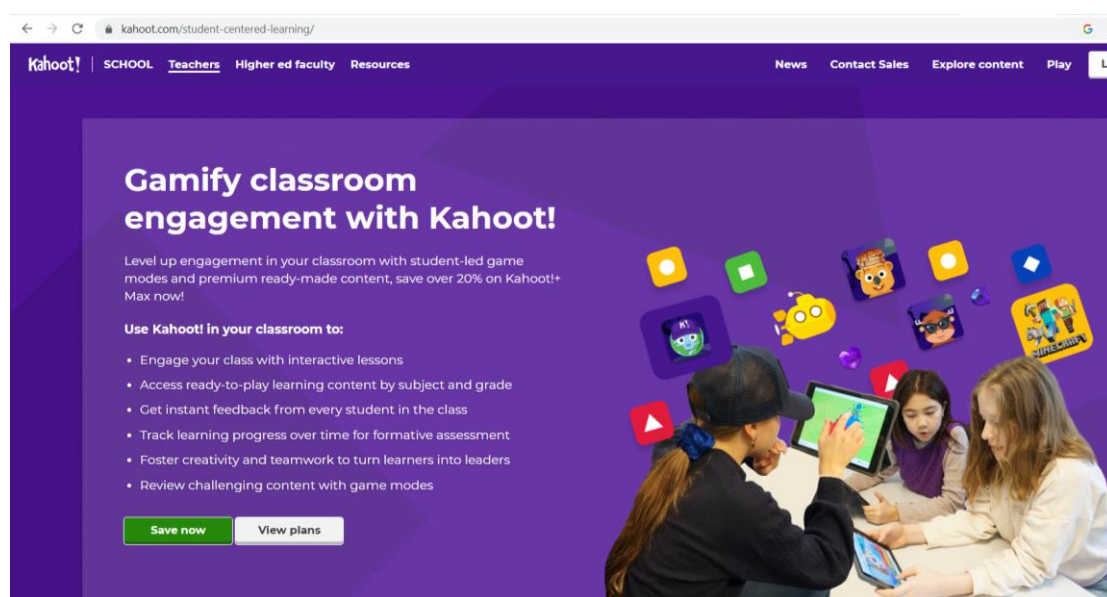 kahoot.com/student-centered-learning/
Kahoot! SCHOOL Teachers Higher ed faculty Resources News Contact Sales Explore content Play
Gamify classroom
engagement with Kahoot!
Level up engagement in your classroom with student-led game
modes and premium ready-made content, save over 20% on Kahoot!+
Max now!
Use Kahoot! in your classroom to:
• Engage your class with interactive lessons
• Access ready-to-play learning content by subject and grade
• Get instant feedback from every student in the class
• Track learning progress over time for formative assessment
• Foster creativity and teamwork to turn learners into leaders
• Review challenging content with game modes
Save now View plans
K!
MINECRAFT